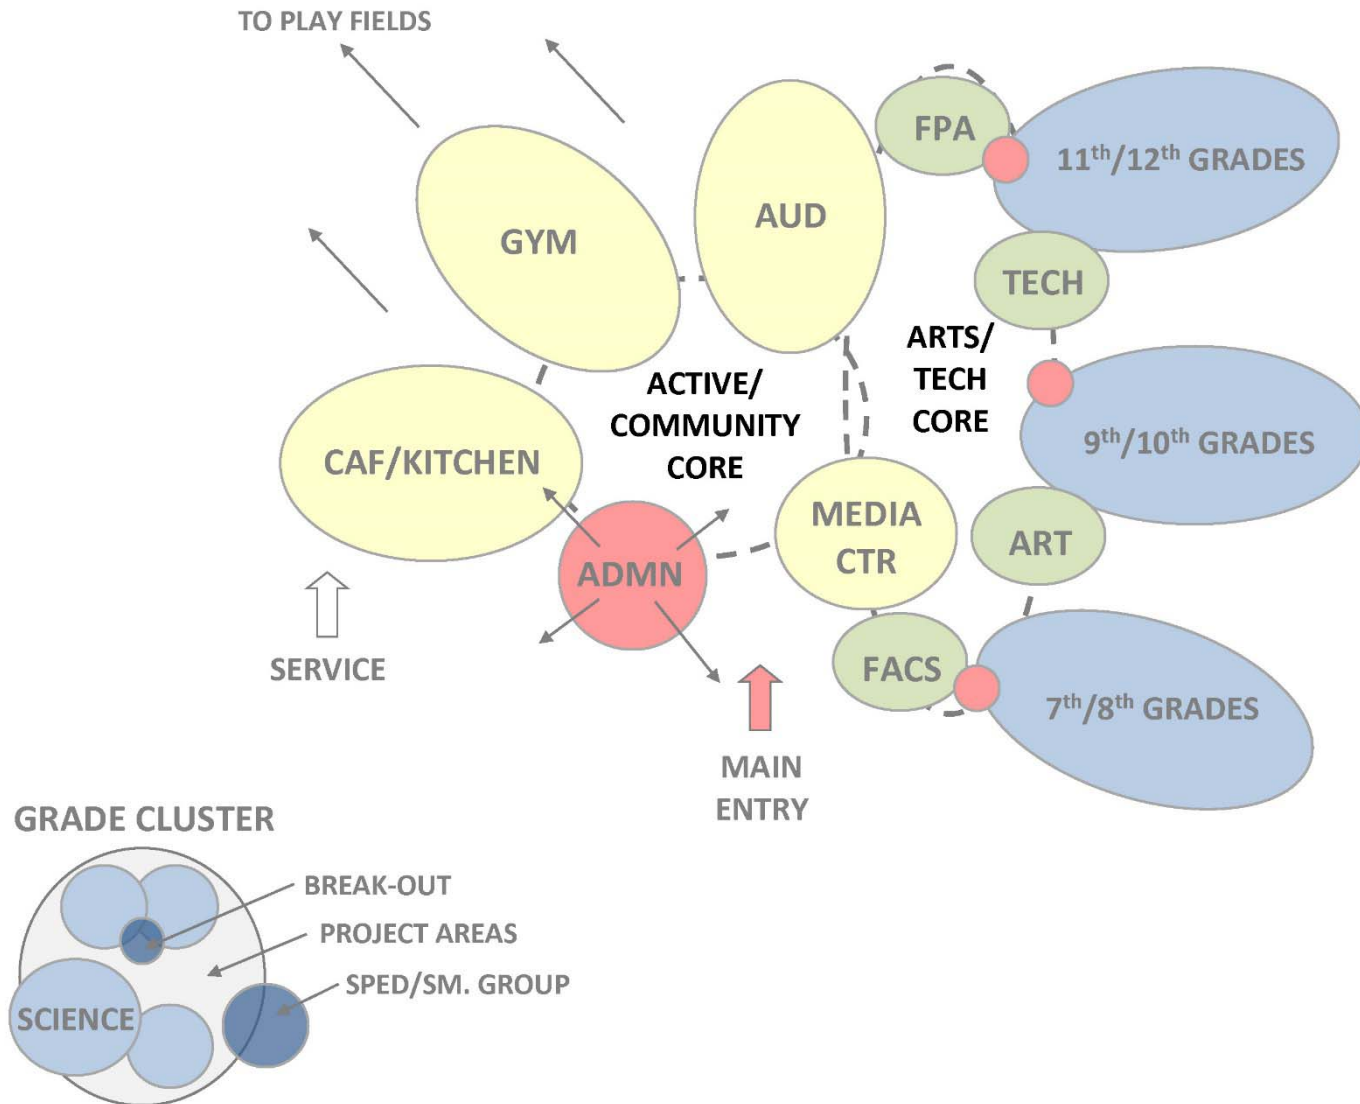 TO PLAY FIELDS
FPA
11th/12th GRADES
AUD
GYM
TECH
ARTS/
TECH
CORE
ACTIVE/
COMMUNITY
CORE
9th/10th GRADES
CAF/KITCHEN
MEDIA
CTR
ART
ADMN
SERVICE
FACS
7th/8th GRADES
MAIN
ENTRY
GRADE CLUSTER
BREAK-OUT
PROJECT AREAS
SPED/SM. GROUP
SCIENCE